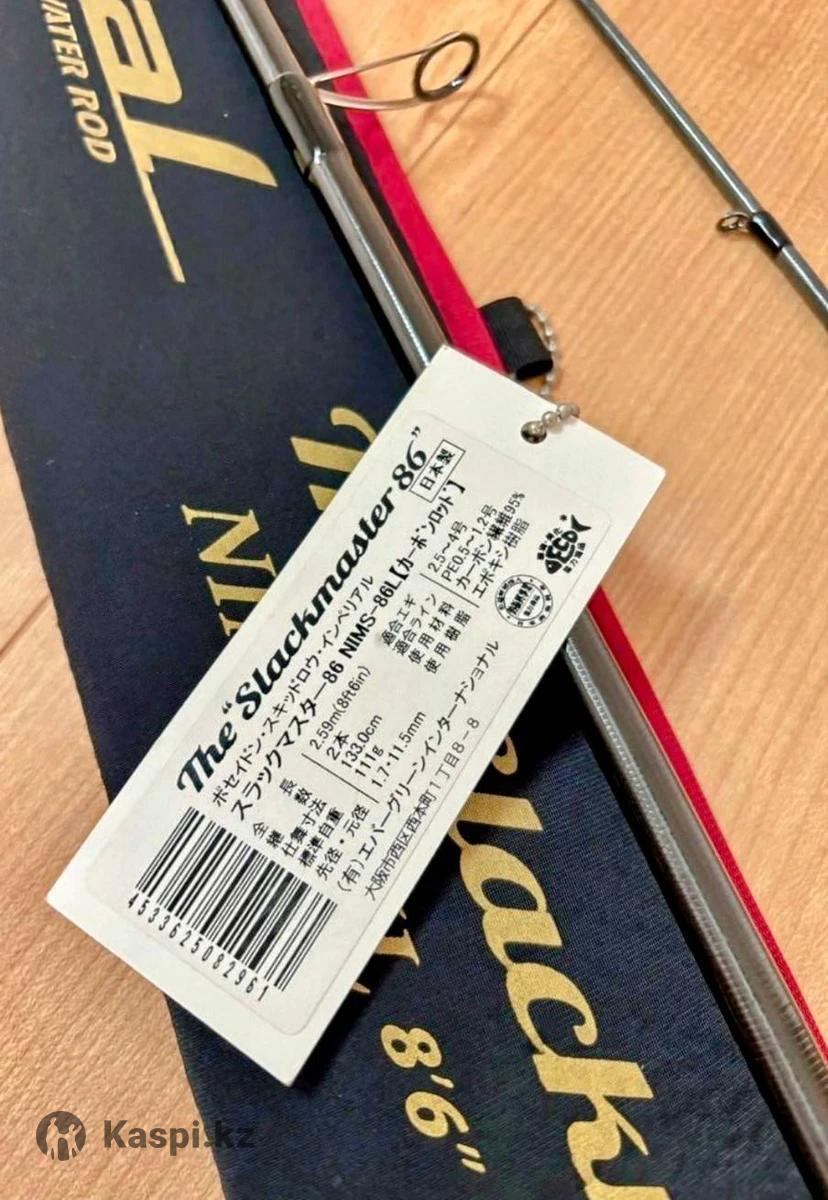 aL
WATER ROD
IN
The “Slackmaster 86”
日本製
ポセイドン・スキッドロウ・インペリアル
スラックマスター86 NIMS-86L【カーボンロッド】
全長 2.59m(8ft6in)
継数 2本
仕舞寸法 133.0cm
標準自重 111g
先径・元径 1.7・11.5mm
適合エギ 2.5～4号
適合ライン PE0.5～1.2号
使用材料 カーボン繊維95%
使用樹脂 エポキシ樹脂
(有)エバーグリーンインターナショナル
大阪市西区西本町1丁目8-8
4533625082961
lack
8'6"
Kaspi.kz